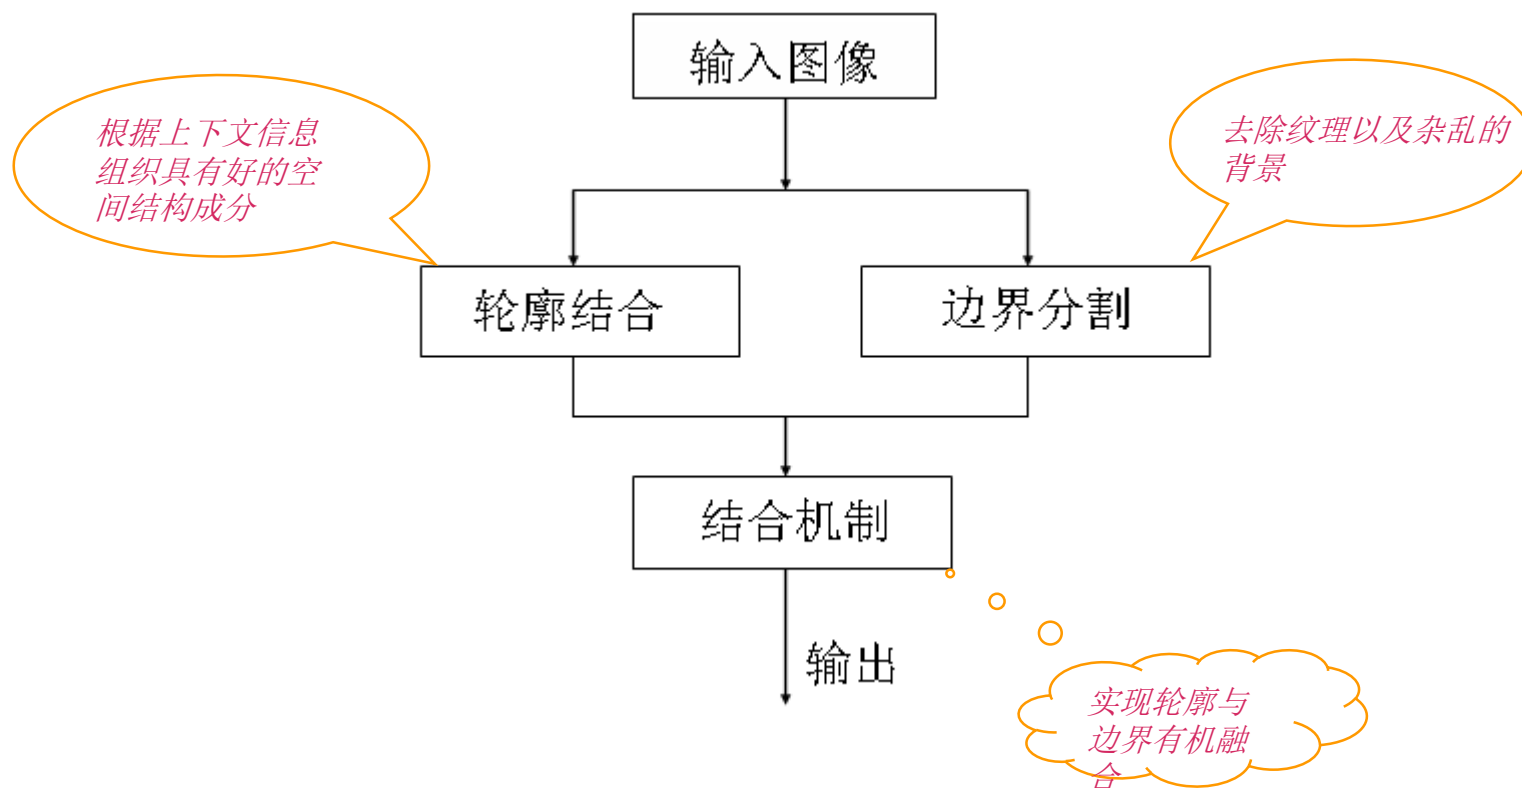 输入图像
根据上下文信息
组织具有好的空
间结构成分
去除纹理以及杂乱的
背景
轮廓结合
边界分割
结合机制
输出
实现轮廓与
边界有机融
合